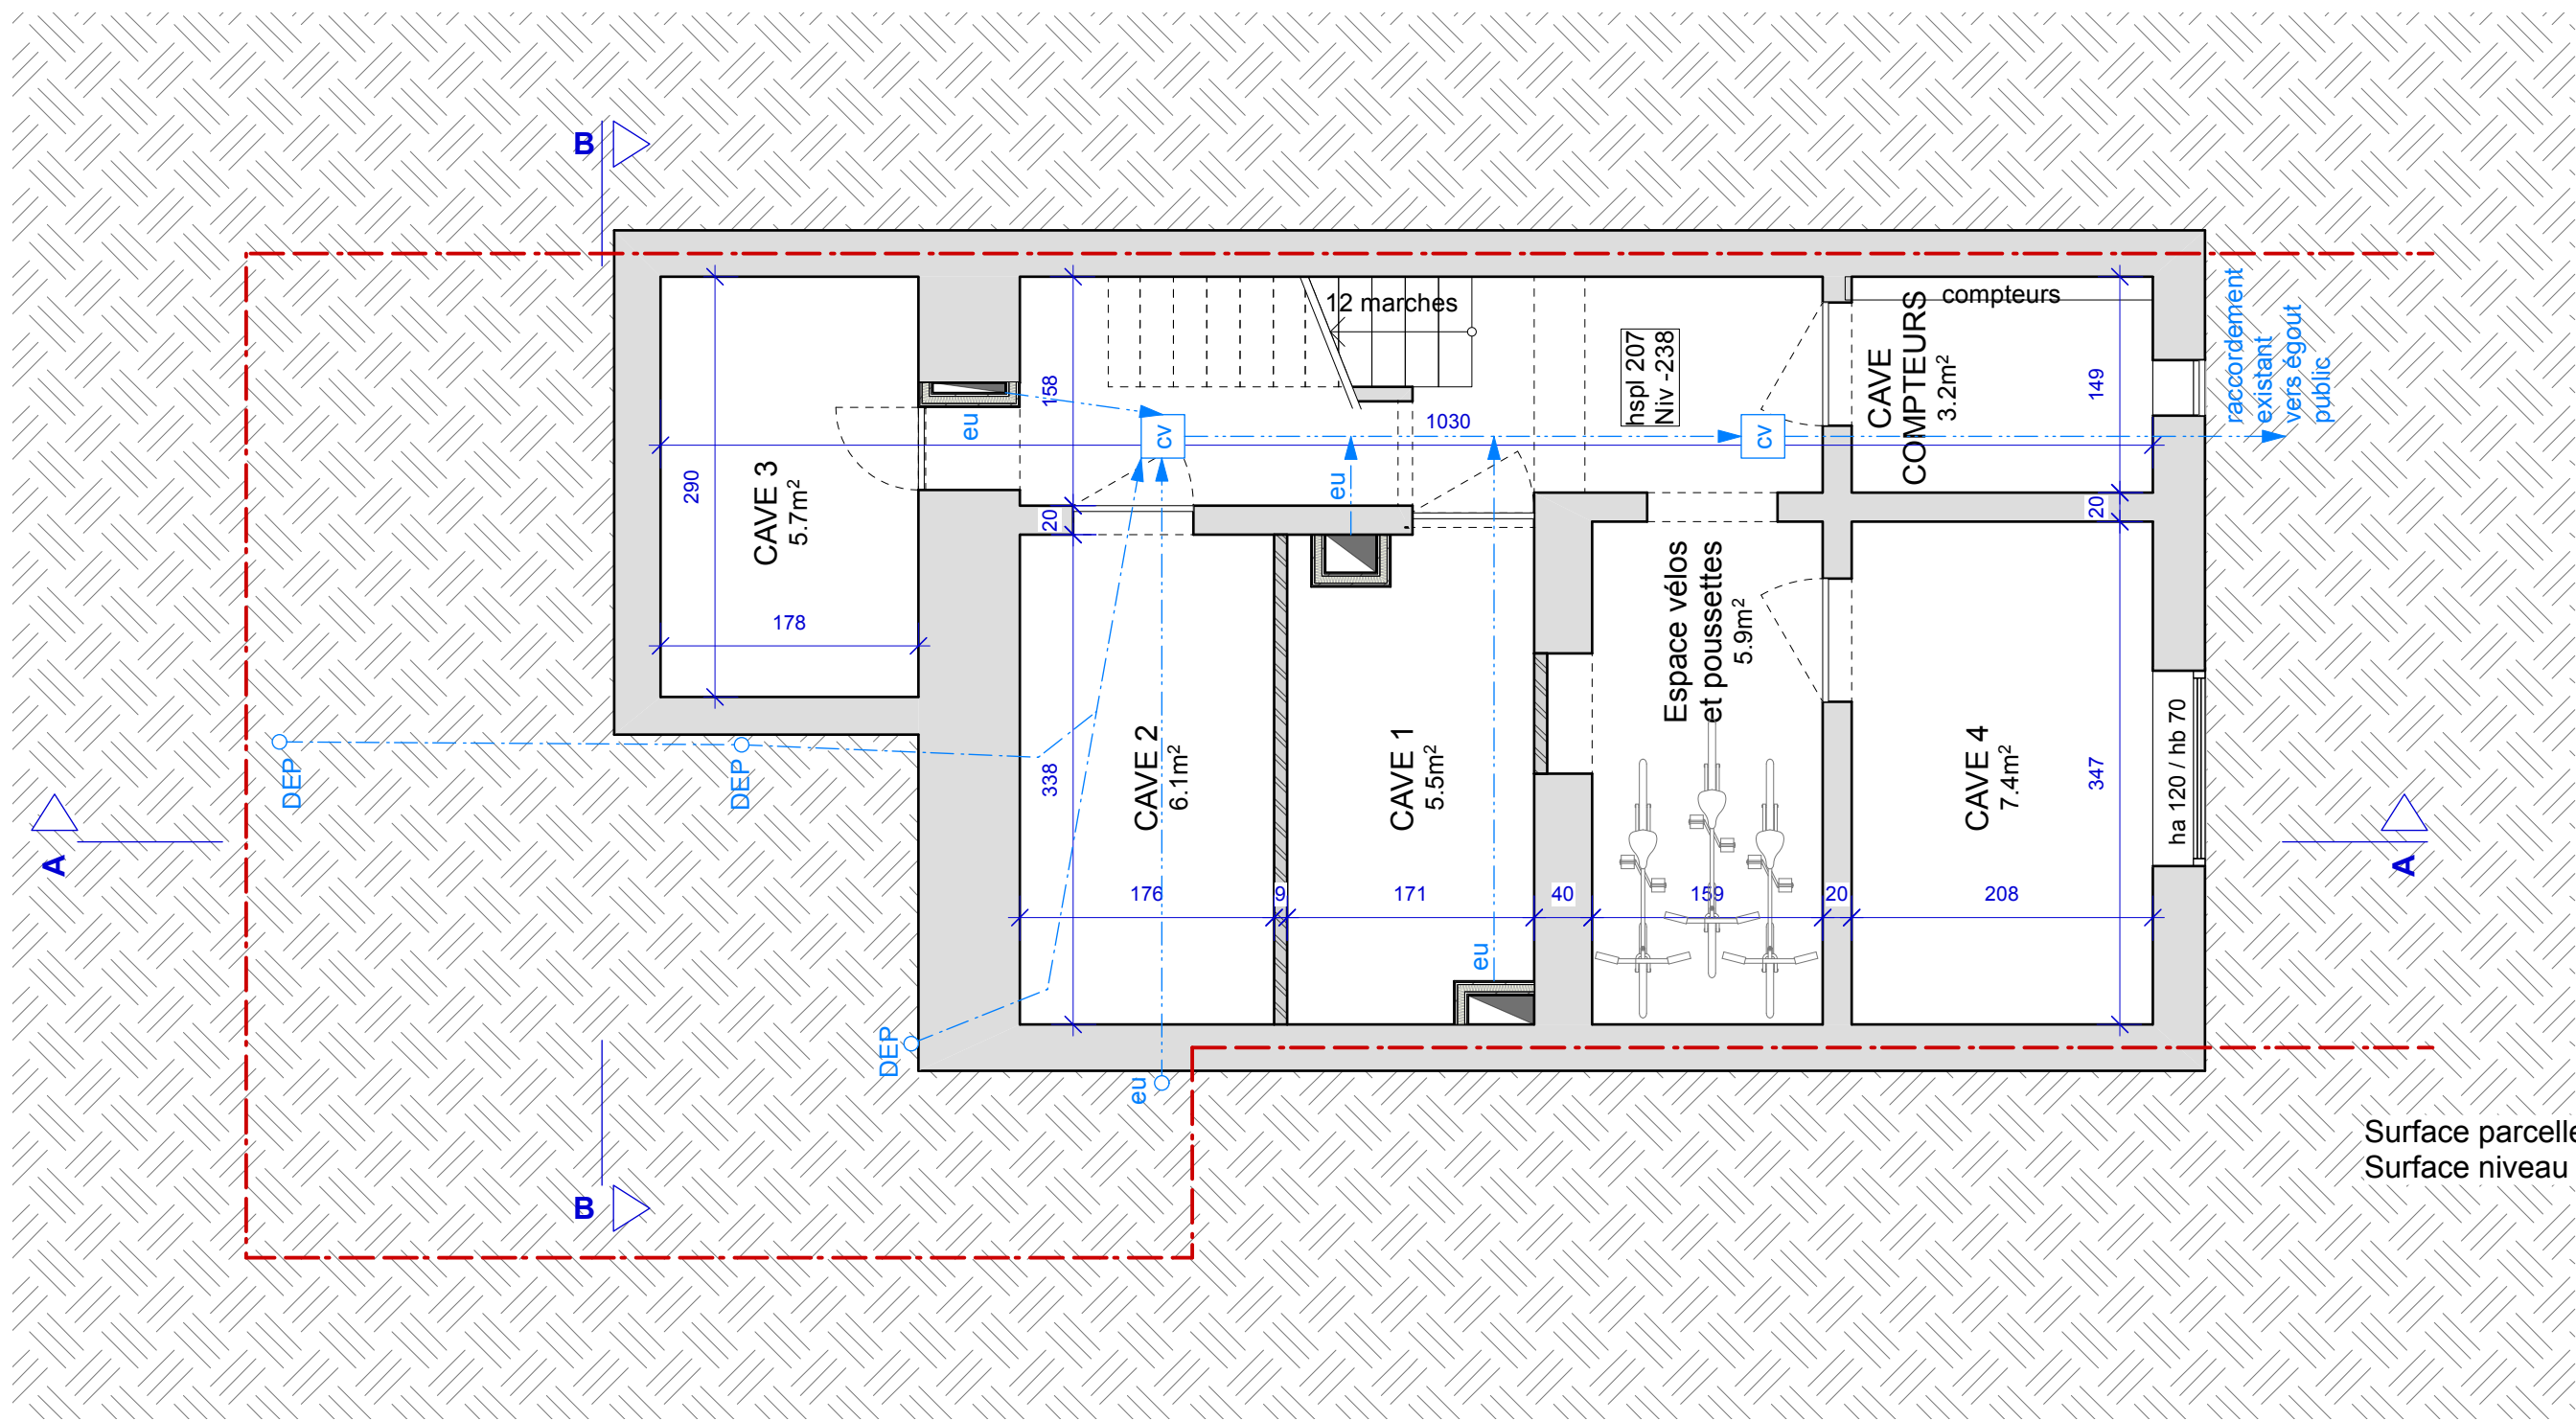 B
12 marches
compteurs
hspl 207
Niv -238
CAVE
COMPTEURS
3.2m²
raccordement
existant
vers égout
public
158
149
1030
eu
cv
cv
eu
CAVE 3
5.7m²
290
20
20
178
Espace vélos
et poussettes
5.9m²
DEP
DEP
338
CAVE 2
6.1m²
CAVE 1
5.5m²
CAVE 4
7.4m²
347
ha 120 / hb 70
A
A
176
9
171
40
159
20
208
eu
DEP
eu
B
Surface parcelle
Surface niveau